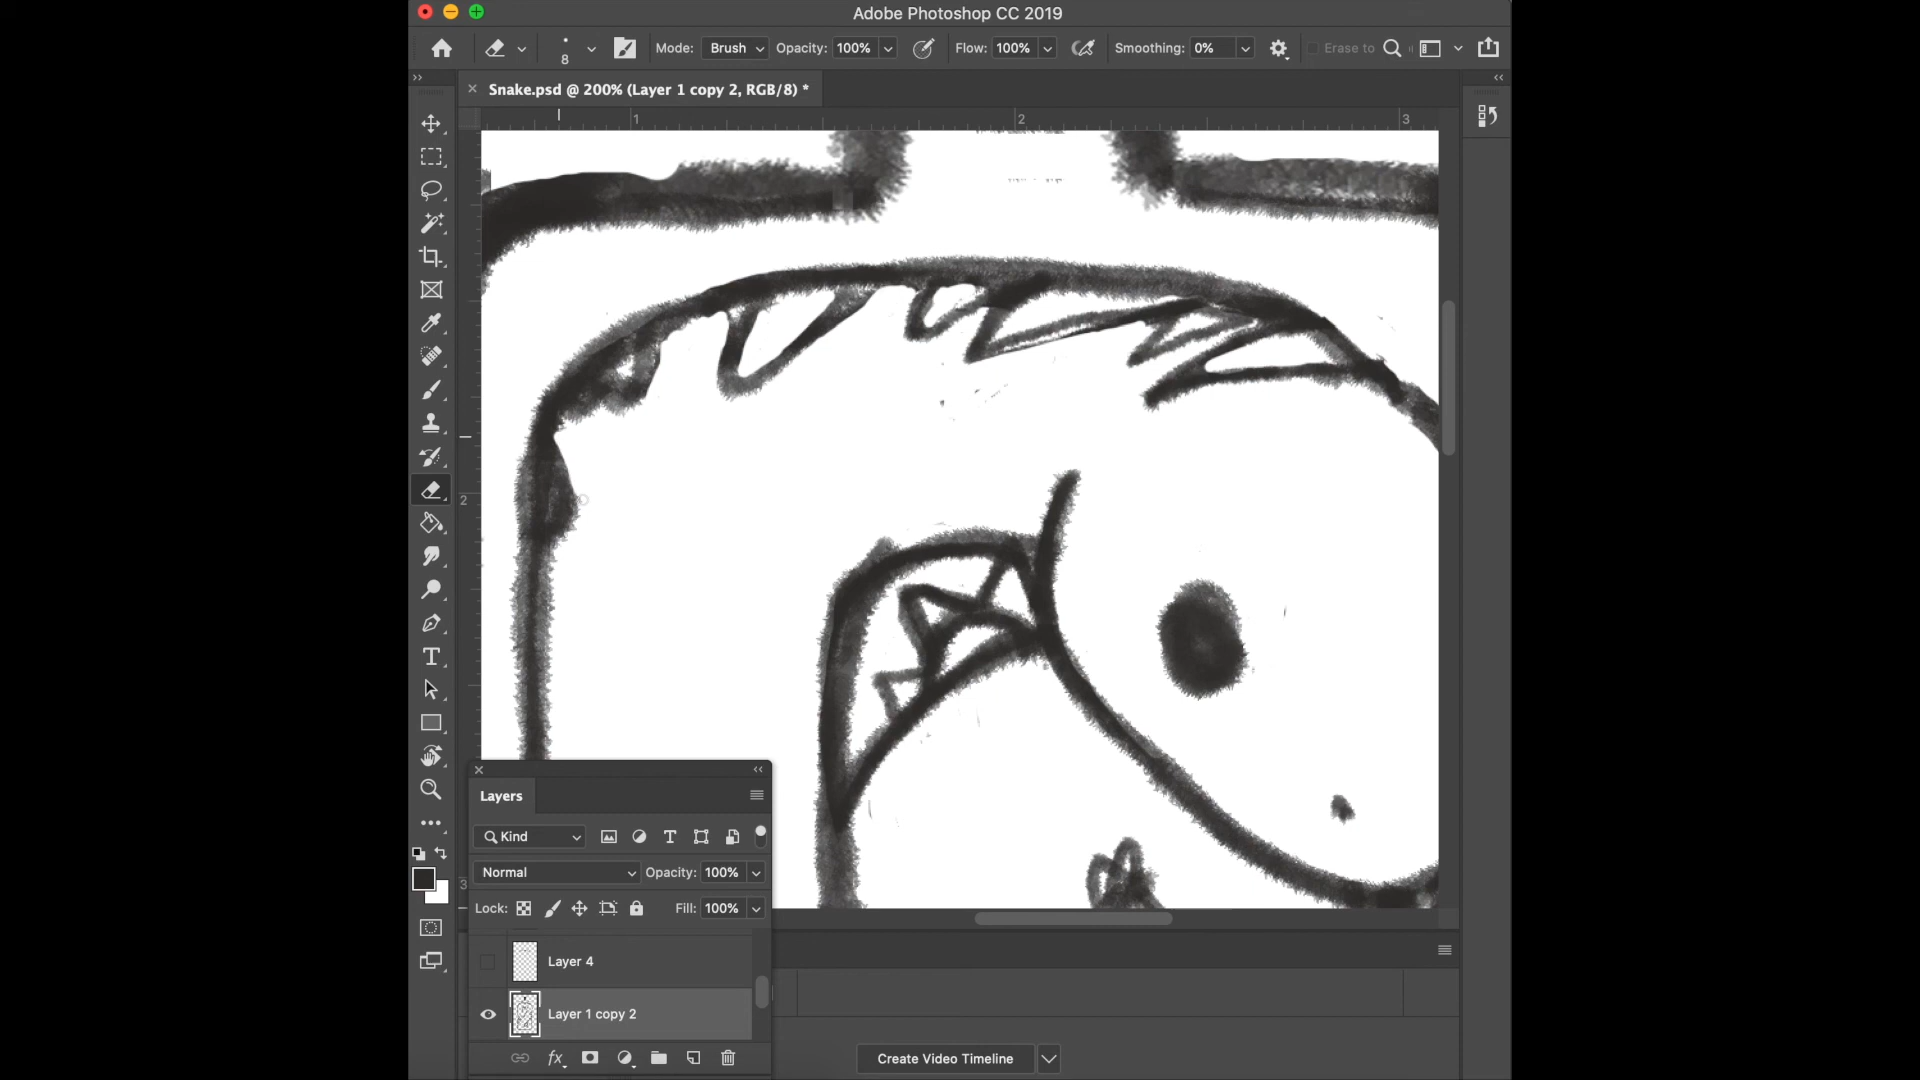 Adobe Photoshop CC 2019
8 Mode: Brush Opacity: 100% Flow: 100% Smoothing: 0% Erase to
Snake.psd @ 200% (Layer 1 copy 2, RGB/8) *
1 2 3
2
3
Layers
Kind
Normal Opacity: 100%
Lock: Fill: 100%
Layer 4
Layer 1 copy 2
fx
Create Video Timeline